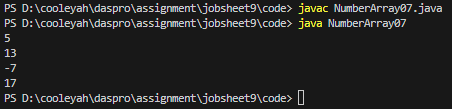 PS D:\cooleyah\daspro\assignment\jobsheet9\code> javac NumberArray07.java
PS D:\cooleyah\daspro\assignment\jobsheet9\code> java NumberArray07
5
13
-7
17
PS D:\cooleyah\daspro\assignment\jobsheet9\code>